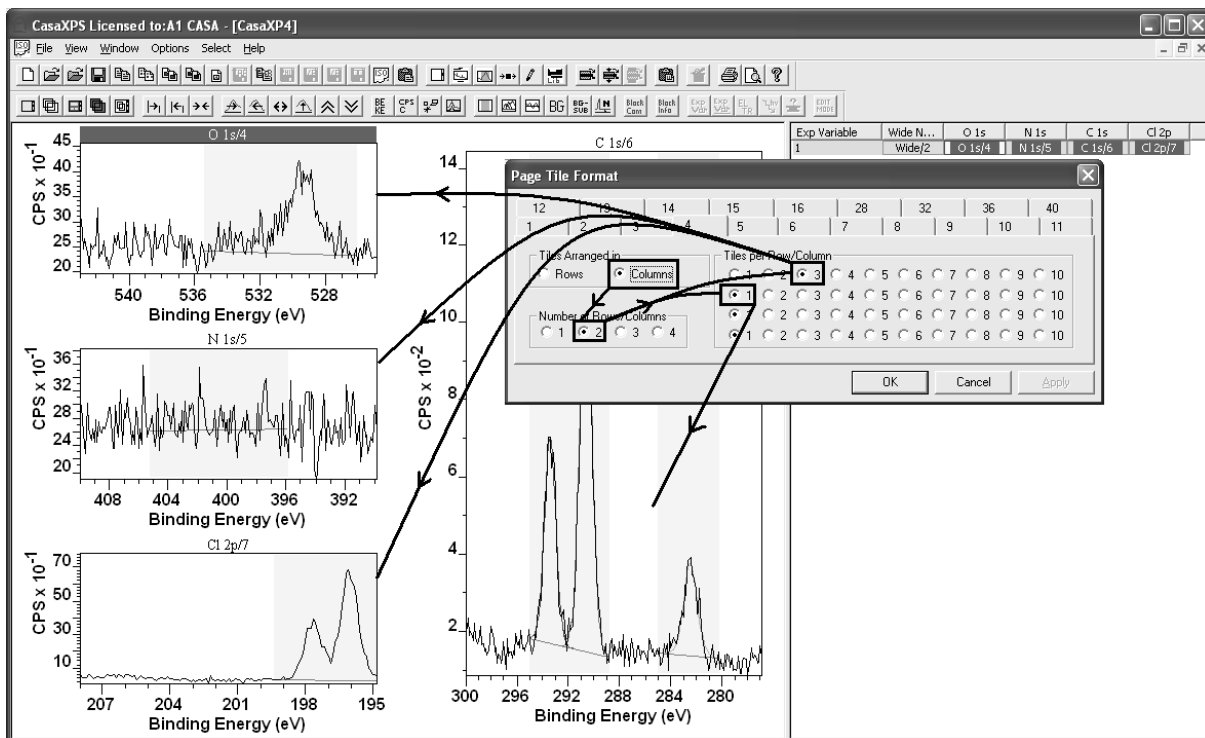 CasaXPS Licensed to:A1 CASA - [CasaXP4]
File View Window Options Select Help
O 1s/4
CPS x 10⁻¹
45
40
35
30
25
20
540 536 532 528
Binding Energy (eV)
N 1s/5
CPS x 10⁻¹
36
32
28
24
20
408 404 400 396 392
Binding Energy (eV)
Cl 2p/7
CPS x 10⁻¹
70
50
30
10
207 204 201 198 195
Binding Energy (eV)
C 1s/6
CPS x 10⁻²
14
12
10
8
6
4
2
300 296 292 288 284 280
Binding Energy (eV)
Exp Variable Wide N... O 1s N 1s C 1s Cl 2p
1 Wide/2 O 1s/4 N 1s/5 C 1s/6 Cl 2p/7
Page Tile Format
12 13 14 15 16 28 32 36 40
1 2 3 4 5 6 7 8 9 10 11
Tiles Arranged in
Rows Columns
Number of Rows/Columns
1 2 3 4
Tiles per Row/Column
1 2 3 4 5 6 7 8 9 10
1 2 3 4 5 6 7 8 9 10
1 2 3 4 5 6 7 8 9 10
1 2 3 4 5 6 7 8 9 10
OK Cancel Apply